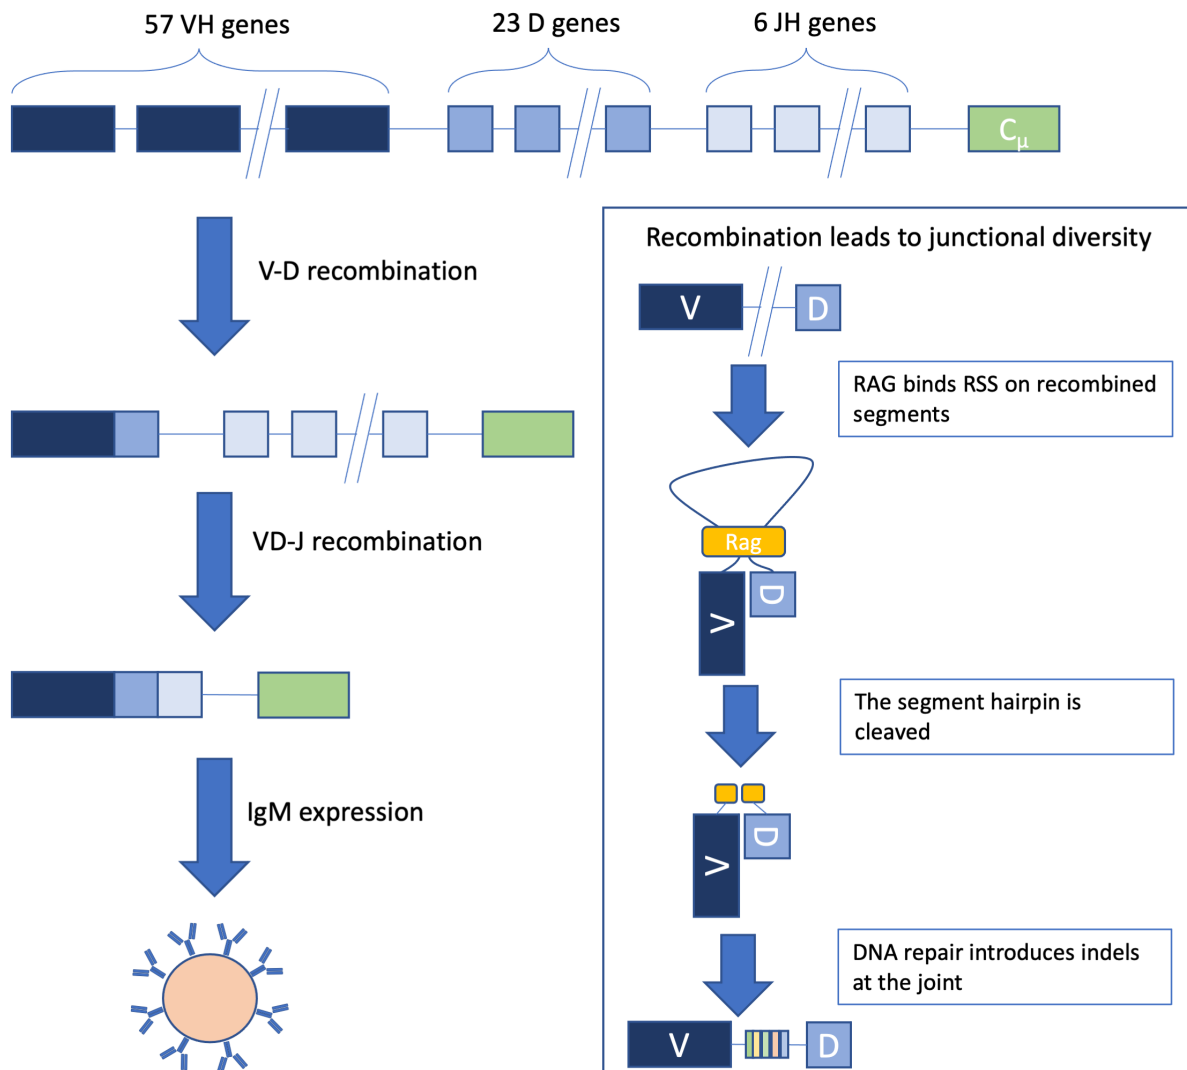 57 VH genes
23 D genes
6 JH genes
Cμ
V-D recombination
VD-J recombination
IgM expression
Recombination leads to junctional diversity
V
D
RAG binds RSS on recombined
segments
Rag
V
D
The segment hairpin is
cleaved
V
D
DNA repair introduces indels
at the joint
V
D